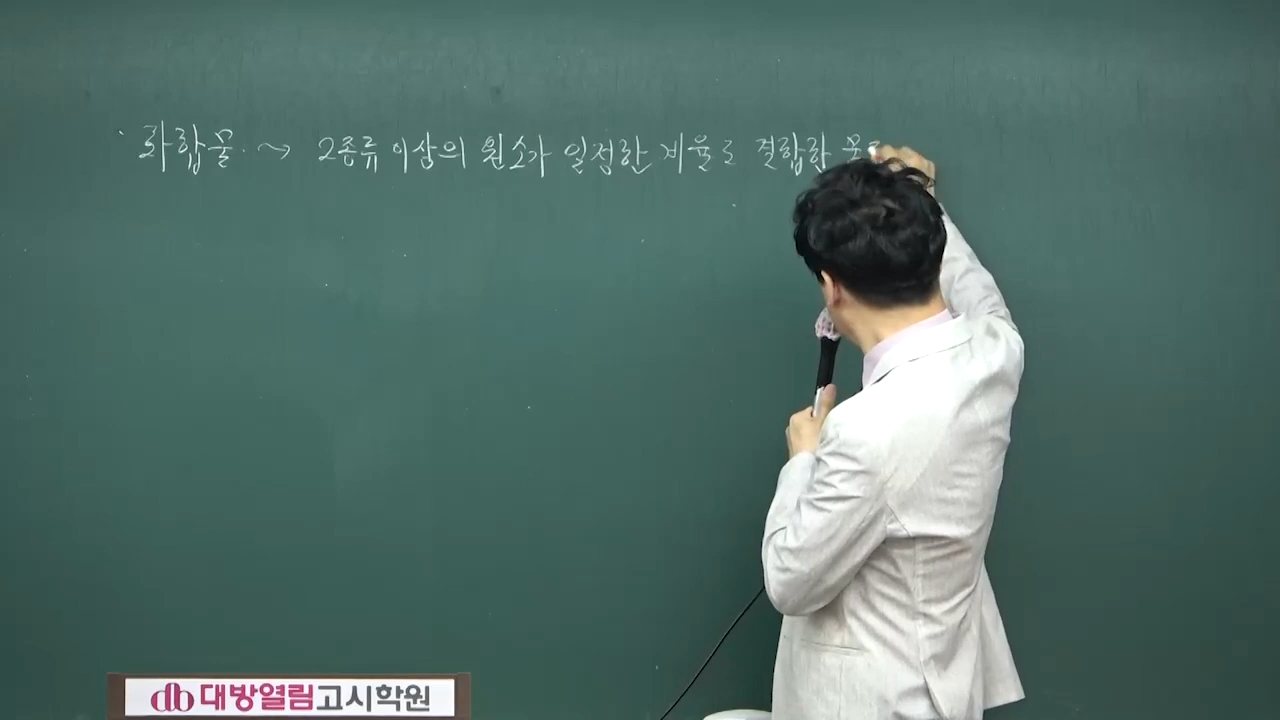 · 화합물 ~> 2종류 이상의 원소가 일정한 비율로 결합한
대방열림고시학원